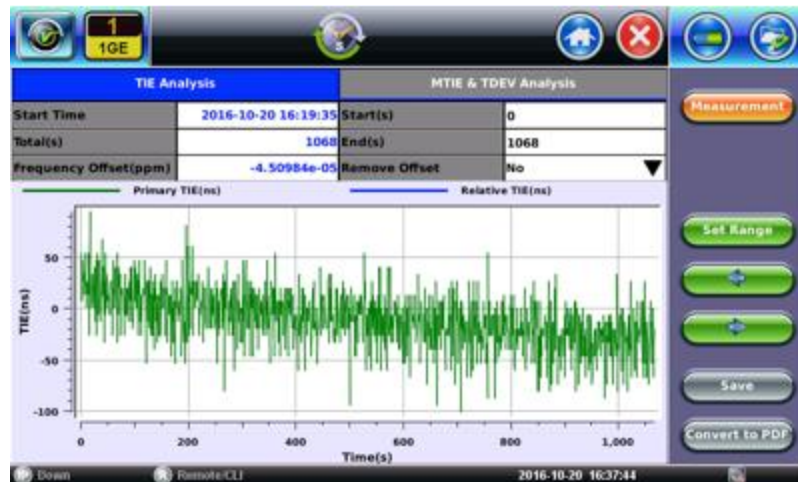 1
1GE
TIE Analysis MTIE & TDEV Analysis
Start Time 2016-10-20 16:19:35 Start(s) 0
Total(s) 1068 End(s) 1068
Frequency Offset(ppm) -4.50984e-05 Remove Offset No
Primary TIE(ns) Relative TIE(ns)
50
0
-50
-100
TIE(ns)
0 200 400 600 800 1,000
Time(s)
Measurement
Set Range
Save
Convert to PDF
Down Remote/CLI 2016-10-20 16:37:44